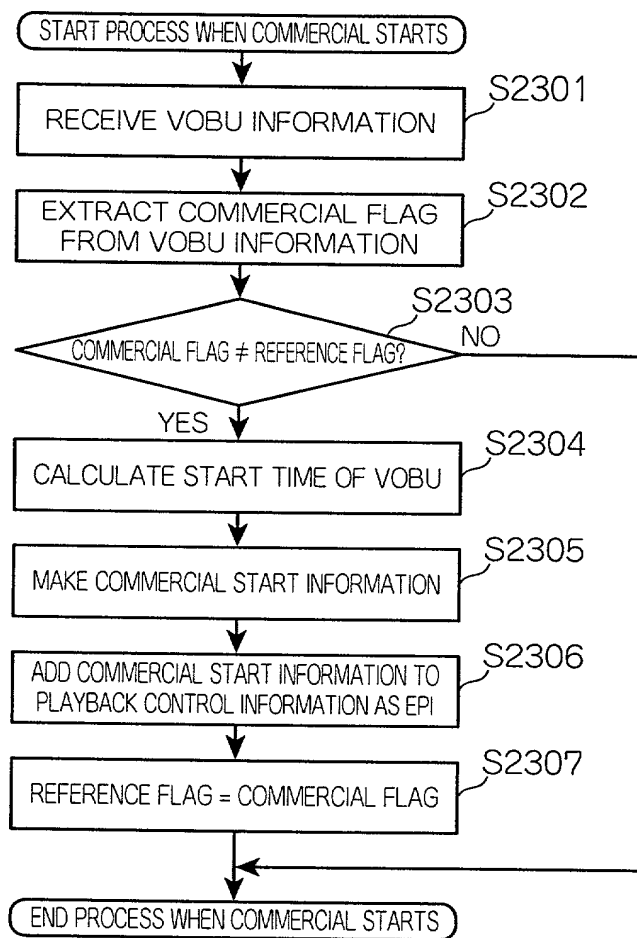 START PROCESS WHEN COMMERCIAL STARTS
S2301
RECEIVE VOBU INFORMATION
S2302
EXTRACT COMMERCIAL FLAG
FROM VOBU INFORMATION
S2303
COMMERCIAL FLAG ≠ REFERENCE FLAG?
NO
YES
S2304
CALCULATE START TIME OF VOBU
S2305
MAKE COMMERCIAL START INFORMATION
S2306
ADD COMMERCIAL START INFORMATION TO
PLAYBACK CONTROL INFORMATION AS EPI
S2307
REFERENCE FLAG = COMMERCIAL FLAG
END PROCESS WHEN COMMERCIAL STARTS